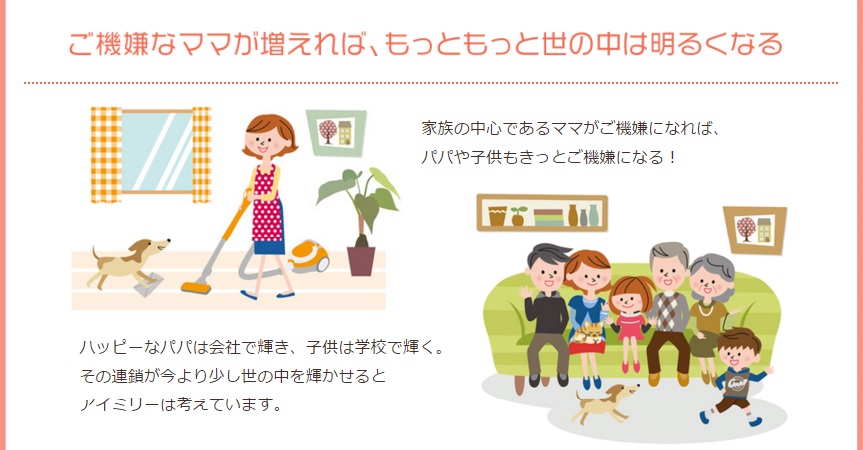 ご機嫌なママが増えれば、もっともっと世の中は明るくなる
家族の中心であるママがご機嫌になれば、
パパや子供もきっとご機嫌になる！
ハッピーなパパは会社で輝き、子供は学校で輝く。
その連鎖が今より少し世の中を輝かせると
アイミリーは考えています。